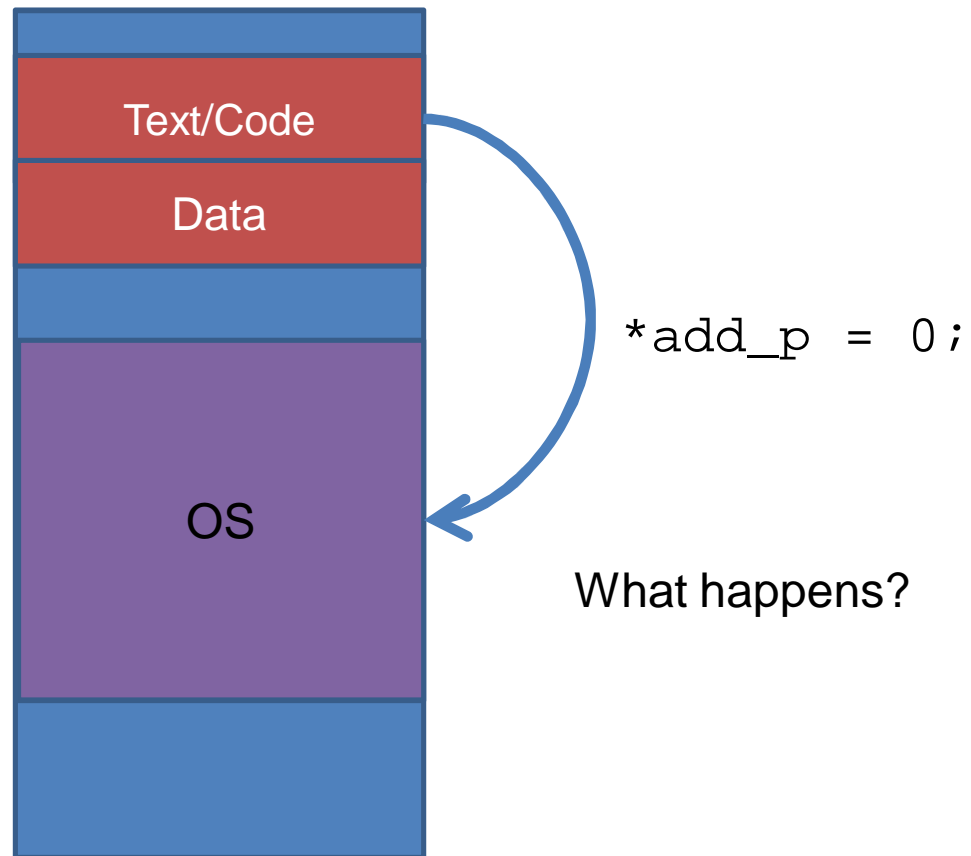 Text/Code
Data
*add_p = 0;
OS
What happens?